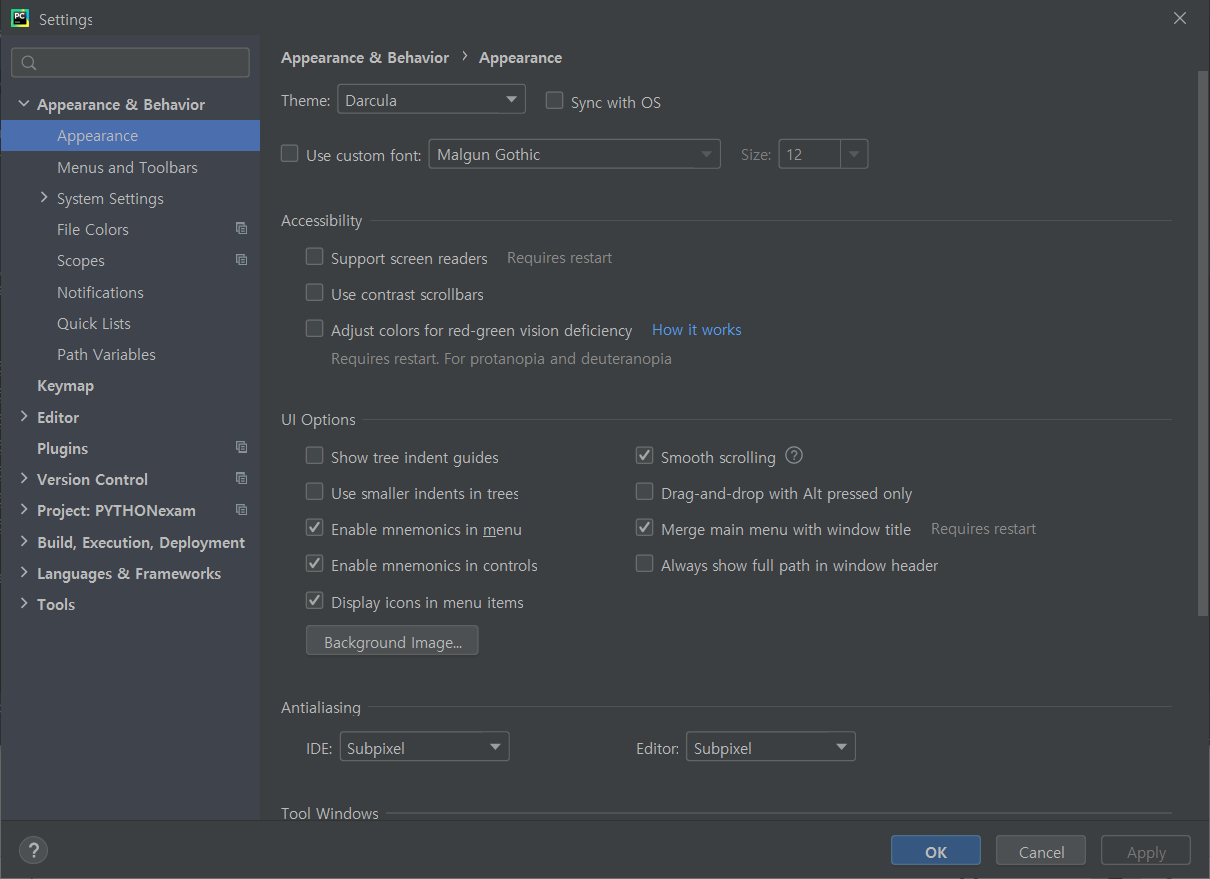 PC
Settings
Appearance & Behavior
Appearance
Menus and Toolbars
System Settings
File Colors
Scopes
Notifications
Quick Lists
Path Variables
Keymap
Editor
Plugins
Version Control
Project: PYTHONexam
Build, Execution, Deployment
Languages & Frameworks
Tools
Appearance & Behavior › Appearance
Theme: Darcula Sync with OS
Use custom font: Malgun Gothic Size: 12
Accessibility
Support screen readers Requires restart
Use contrast scrollbars
Adjust colors for red-green vision deficiency How it works
Requires restart. For protanopia and deuteranopia
UI Options
Show tree indent guides Smooth scrolling ?
Use smaller indents in trees Drag-and-drop with Alt pressed only
Enable mnemonics in menu Merge main menu with window title Requires restart
Enable mnemonics in controls Always show full path in window header
Display icons in menu items
Background Image...
Antialiasing
IDE: Subpixel Editor: Subpixel
Tool Windows
? OK Cancel Apply